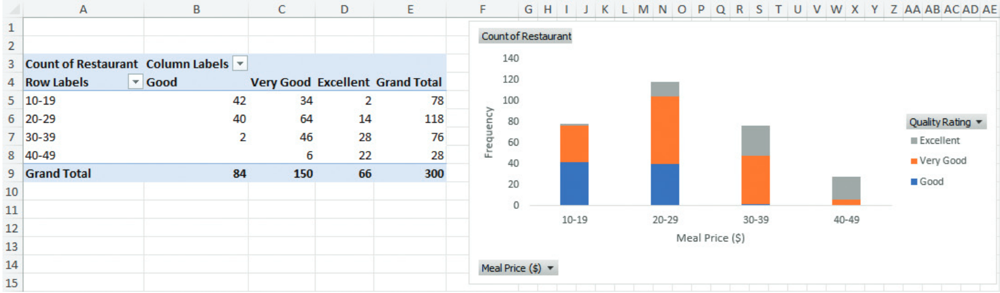 A B C D E F G H I J K L M N O P Q R S T U V W X Y Z AA AB AC AD AE
1
2
3 Count of Restaurant Column Labels
4 Row Labels Good Very Good Excellent Grand Total
5 10-19 42 34 2 78
6 20-29 40 64 14 118
7 30-39 2 46 28 76
8 40-49 6 22 28
9 Grand Total 84 150 66 300
10
11
12
13
14
15
Count of Restaurant
140
120
100
80
60
40
20
0
Frequency
10-19 20-29 30-39 40-49
Meal Price ($)
Quality Rating
Excellent
Very Good
Good
Meal Price ($)